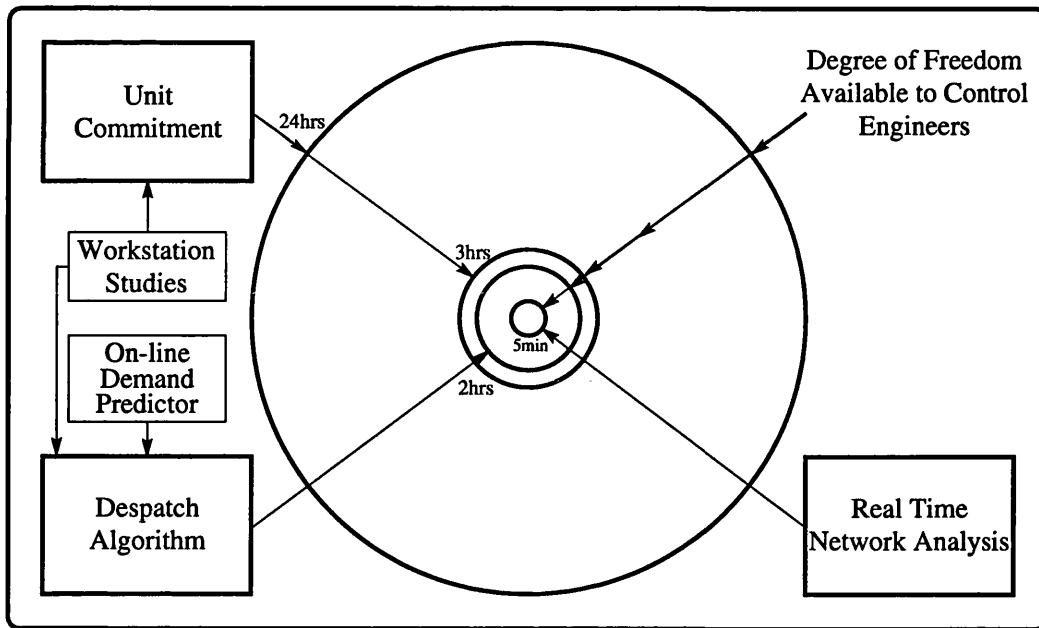 Unit
Commitment
24hrs
Degree of Freedom
Available to Control
Engineers
Workstation
Studies
3hrs
On-line
Demand
Predictor
5min
2hrs
Despatch
Algorithm
Real Time
Network Analysis